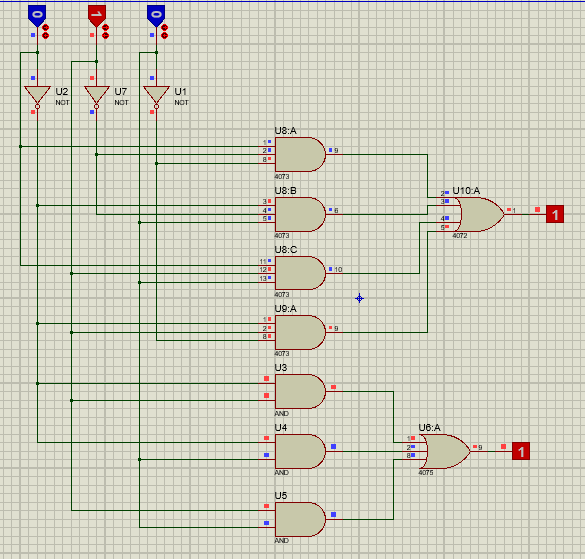 0 1 0
U2 U7 U1
NOT NOT NOT
U8:A
1
2 9
8
4073
U8:B
3
4 6
5
4073
U10:A
2
3 1 1
4
5
4072
U8:C
11
12 10
13
4073
U9:A
1
2 9
8
4073
U3
AND
U4
AND
U6:A
1
2 9 1
8
4075
U5
AND